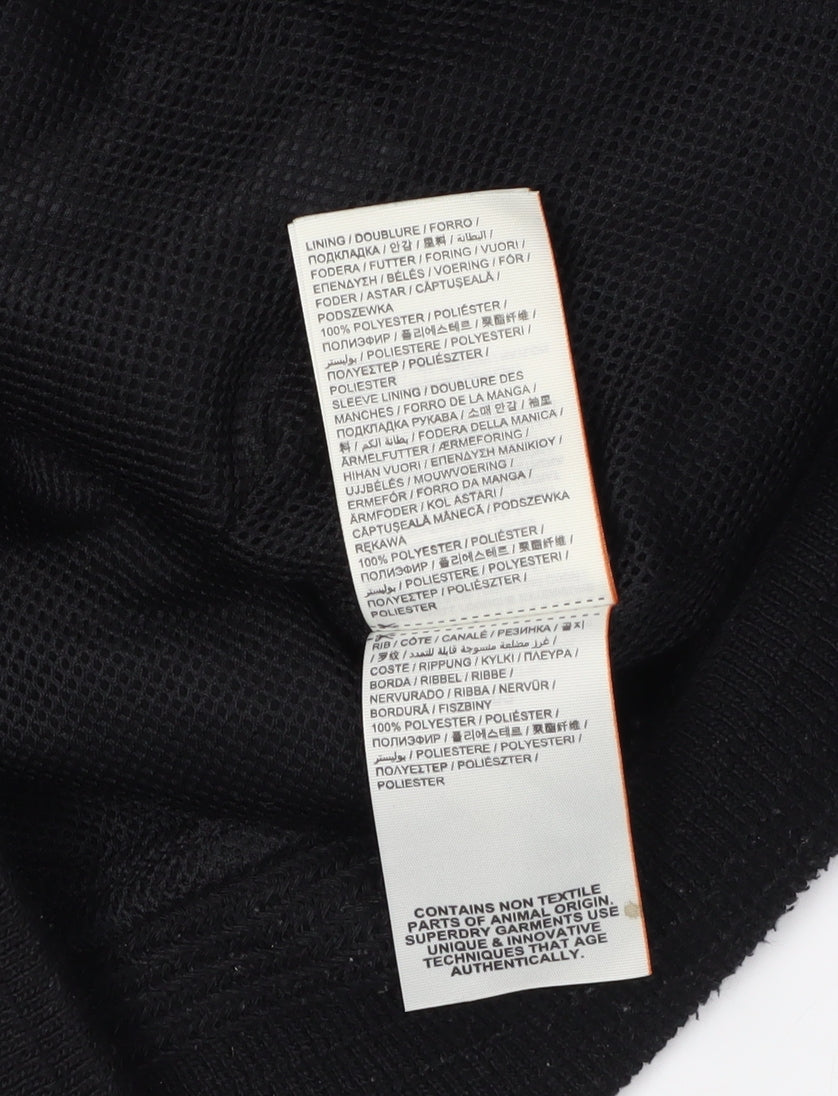 LINING / DOUBLURE / FORRO /
ПОДКЛАДКА / 안감 / 里料 / البطانة /
FODERA / FUTTER / FORING / VUORI /
ΕΠΕΝΔΥΣΗ / BÉLÉS / VOERING / FÓR /
FODER / ASTAR / CĂPTUŞEALĂ /
PODSZEWKA
100% POLYESTER / POLIÉSTER /
ПОЛИЭФИР / 폴리에스테르 / 聚酯纤维 /
بوليستر / POLIESTERE / POLYESTERI /
ΠΟΛΥΕΣΤΕΡ / POLIÉSZTER /
POLIESTER
SLEEVE LINING / DOUBLURE DES
MANCHES / FORRO DE LA MANGA /
ПОДКЛАДКА РУКАВА / 소매 안감 / 袖里
料 / بطانة الكم / FODERA DELLA MANICA /
ÄRMELFUTTER / ÆRMEFORING /
HIHAN VUORI / ΕΠΕΝΔΥΣΗ ΜΑΝΙΚΙΟΥ /
UJJBÉLÉS / MOUWVOERING /
ERMEFÓR / FORRO DA MANGA /
ÄRMFODER / KOL ASTARI /
CĂPTUŞEALĂ MÂNECĂ / PODSZEWKA
RĘKAWA
100% POLYESTER / POLIÉSTER /
ПОЛИЭФИР / 폴리에스테르 / 聚酯纤维 /
بوليستر / POLIESTERE / POLYESTERI /
ΠΟΛΥΕΣΤΕΡ / POLIÉSZTER /
POLIESTER
RIB / CÔTE / CANALÉ / РЕЗИНКА / 골지
/ 罗纹 / غرز مضلعة منسوجة قابلة للتمدد /
COSTE / RIPPUNG / KYLKI / ΠΛΕΥΡΑ /
BORDA / RIBBEL / RIBBE /
NERVURADO / RIBBA / NERVÜR /
BORDURĂ / FISZBINY
100% POLYESTER / POLIÉSTER /
ПОЛИЭФИР / 폴리에스테르 / 聚酯纤维 /
بوليستر / POLIESTERE / POLYESTERI /
ΠΟΛΥΕΣΤΕΡ / POLIÉSZTER /
POLIESTER
CONTAINS NON TEXTILE
PARTS OF ANIMAL ORIGIN.
SUPERDRY GARMENTS USE
UNIQUE & INNOVATIVE
TECHNIQUES THAT AGE
AUTHENTICALLY.